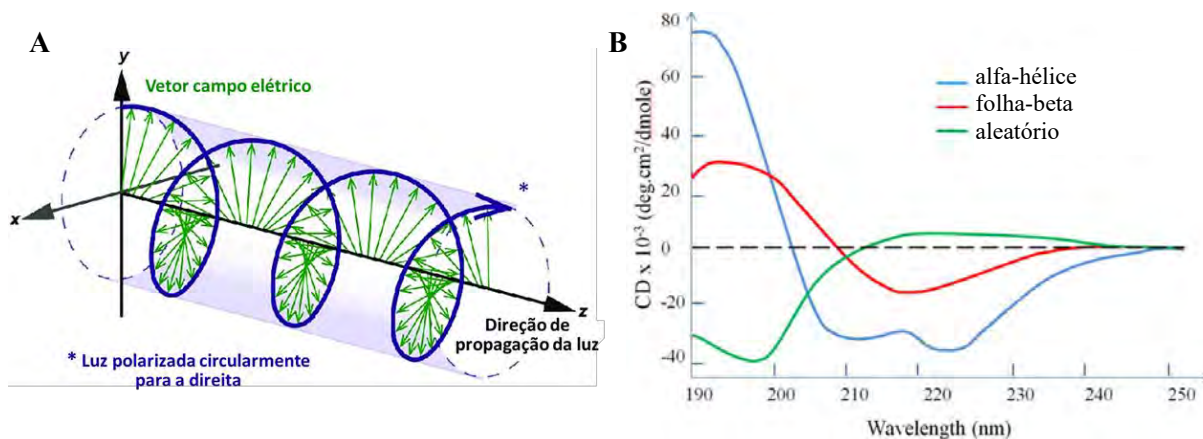 A
y
Vetor campo elétrico
*
x
z
Direção de
propagação da luz
* Luz polarizada circularmente
para a direita
B
CD x 10⁻³ (deg.cm²/dmole)
80
60
40
20
0
-20
-40
alfa-hélice
folha-beta
aleatório
190 200 210 220 230 240 250
Wavelength (nm)